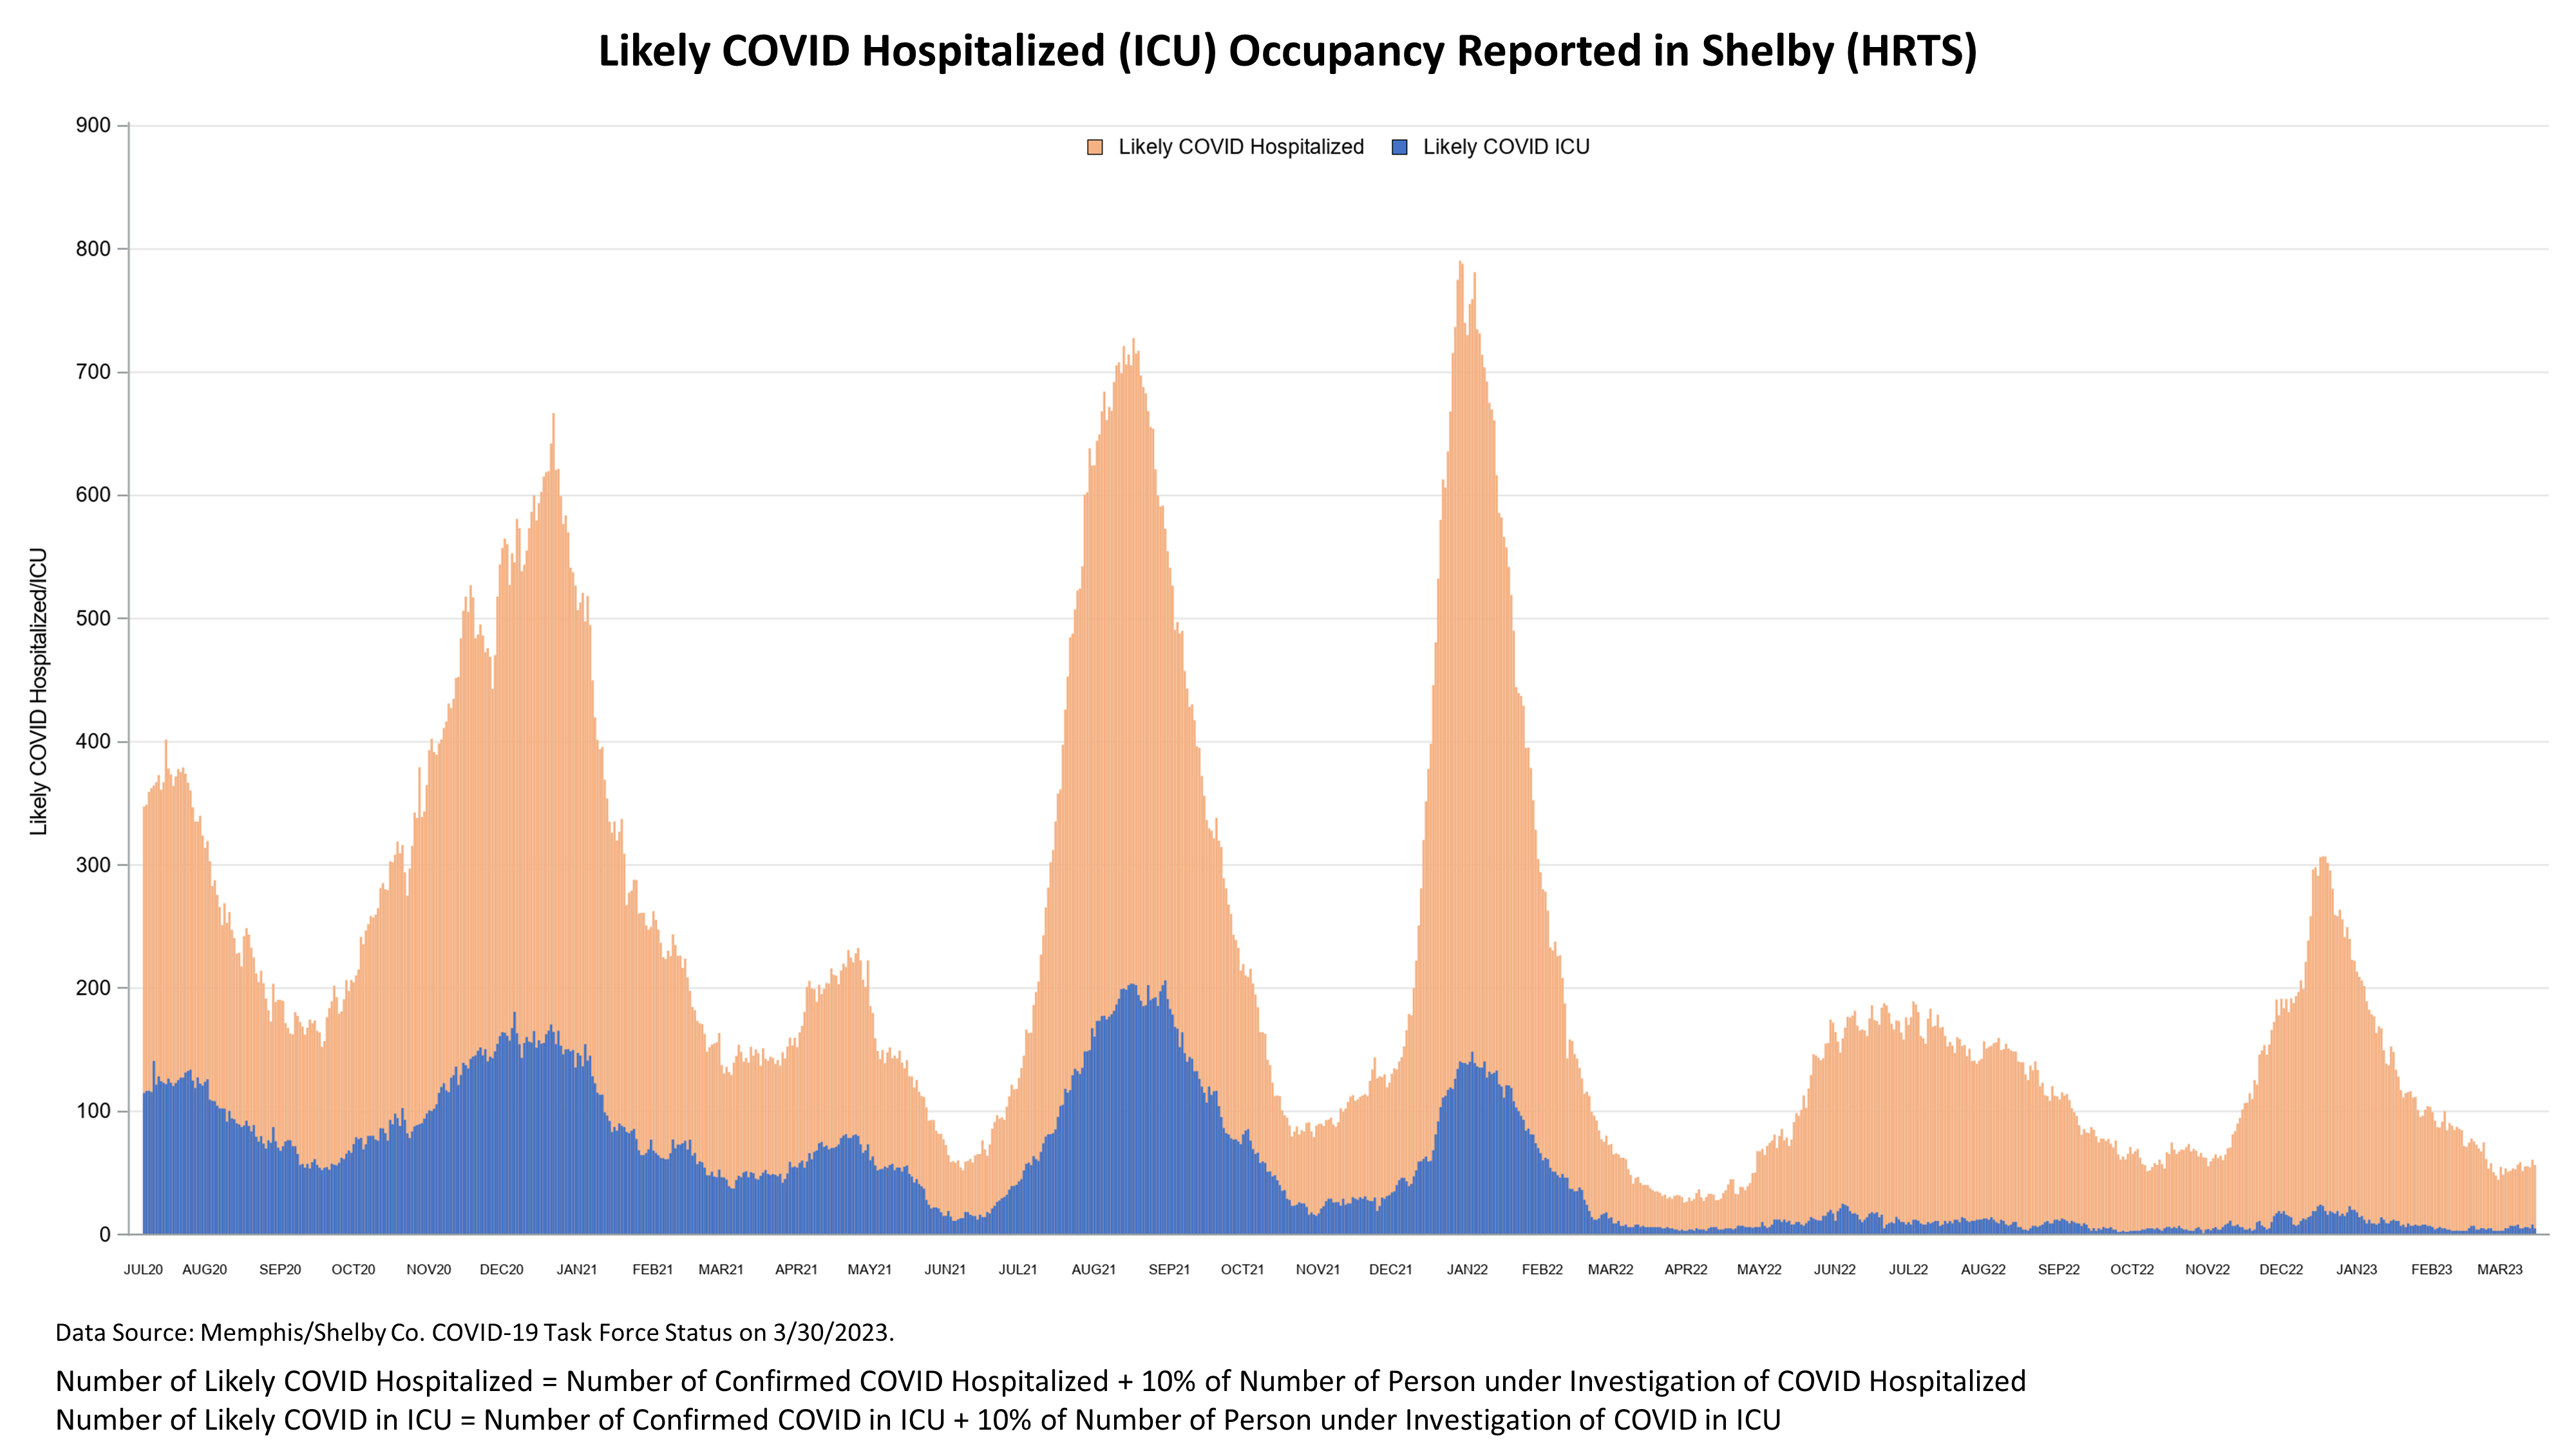 Likely COVID Hospitalized (ICU) Occupancy Reported in Shelby (HRTS)
Likely COVID Hospitalized Likely COVID ICU
Likely COVID Hospitalized/ICU
900
800
700
600
500
400
300
200
100
0
JUL20 AUG20 SEP20 OCT20 NOV20 DEC20 JAN21 FEB21 MAR21 APR21 MAY21 JUN21 JUL21 AUG21 SEP21 OCT21 NOV21 DEC21 JAN22 FEB22 MAR22 APR22 MAY22 JUN22 JUL22 AUG22 SEP22 OCT22 NOV22 DEC22 JAN23 FEB23 MAR23
Data Source: Memphis/Shelby Co. COVID-19 Task Force Status on 3/30/2023.
Number of Likely COVID Hospitalized = Number of Confirmed COVID Hospitalized + 10% of Number of Person under Investigation of COVID Hospitalized
Number of Likely COVID in ICU = Number of Confirmed COVID in ICU + 10% of Number of Person under Investigation of COVID in ICU